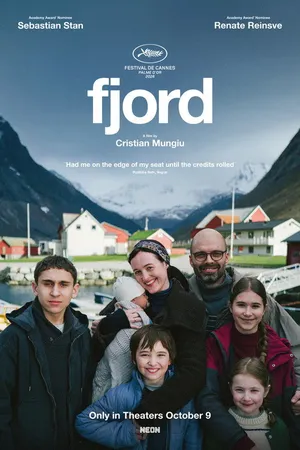 Academy Award® Nominee
Sebastian Stan
Academy Award® Nominee
Renate Reinsve
FESTIVAL DE CANNES
PALME D'OR
fjord
A film by
Cristian Mungiu
'Had me on the edge of my seat until the credits rolled'
Only in Theaters October 9
NEON